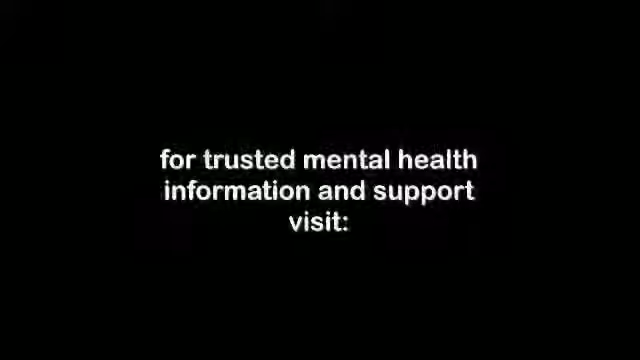 for trusted mental health
information and support
visit: